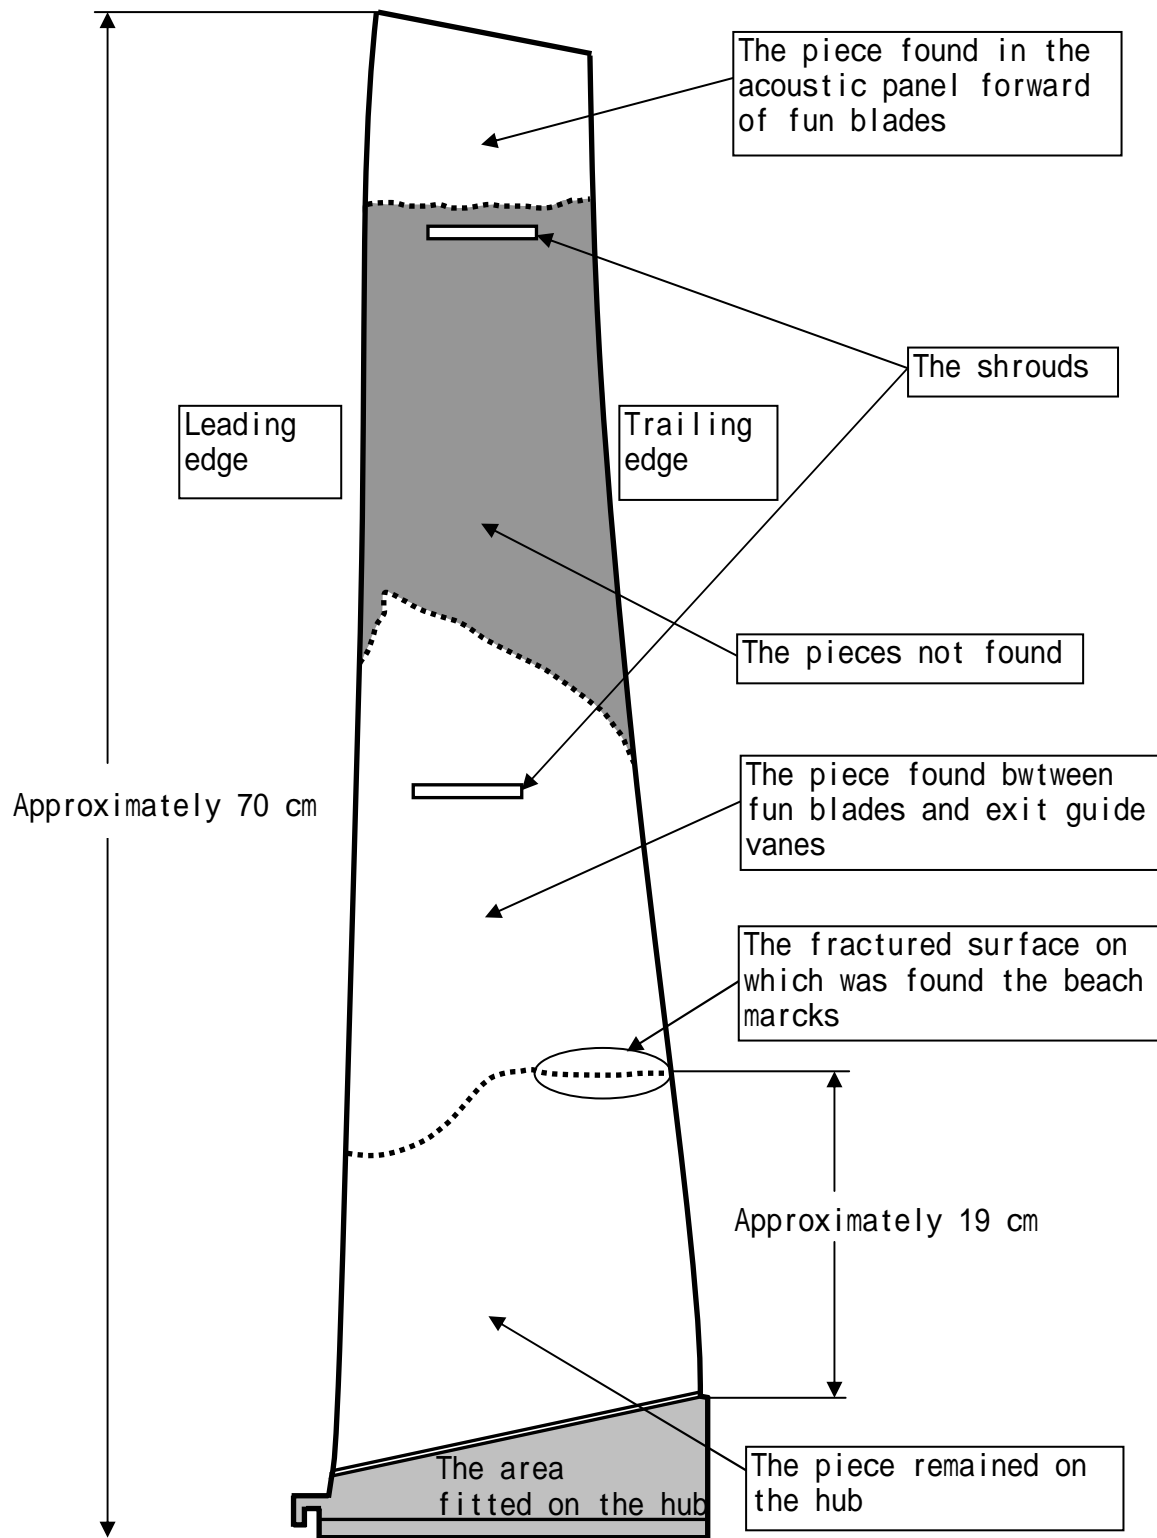 The piece found in the
acoustic panel forward
of fun blades
The shrouds
Leading
edge
Trailing
edge
The pieces not found
Approximately 70 cm
The piece found bwtween
fun blades and exit guide
vanes
The fractured surface on
which was found the beach
marcks
Approximately 19 cm
The area
fitted on the hub
The piece remained on
the hub